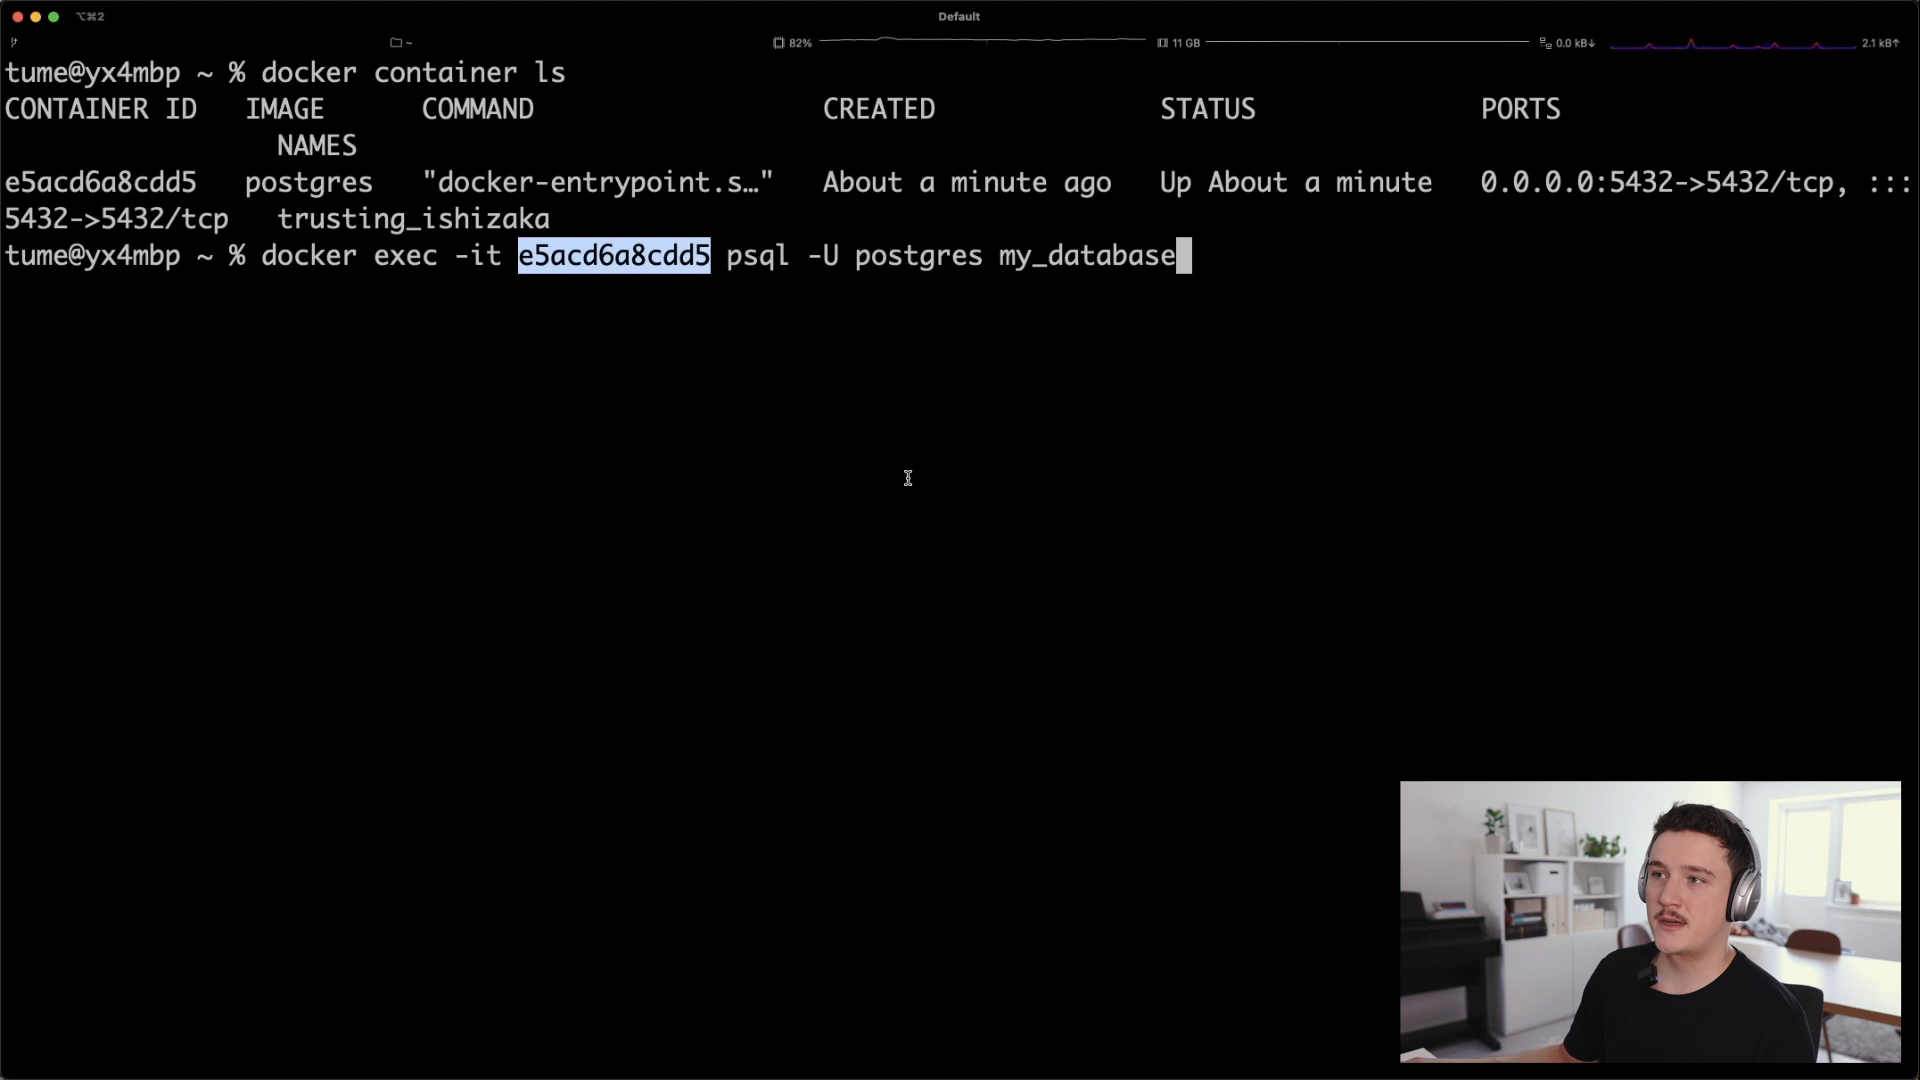 ⌥⌘2
Default
~ 82% 11 GB 0.0 kB↓ 2.1 kB↑
tume@yx4mbp ~ % docker container ls
CONTAINER ID IMAGE COMMAND CREATED STATUS PORTS
NAMES
e5acd6a8cdd5 postgres "docker-entrypoint.s…" About a minute ago Up About a minute 0.0.0.0:5432->5432/tcp, :::
5432->5432/tcp trusting_ishizaka
tume@yx4mbp ~ % docker exec -it e5acd6a8cdd5 psql -U postgres my_database